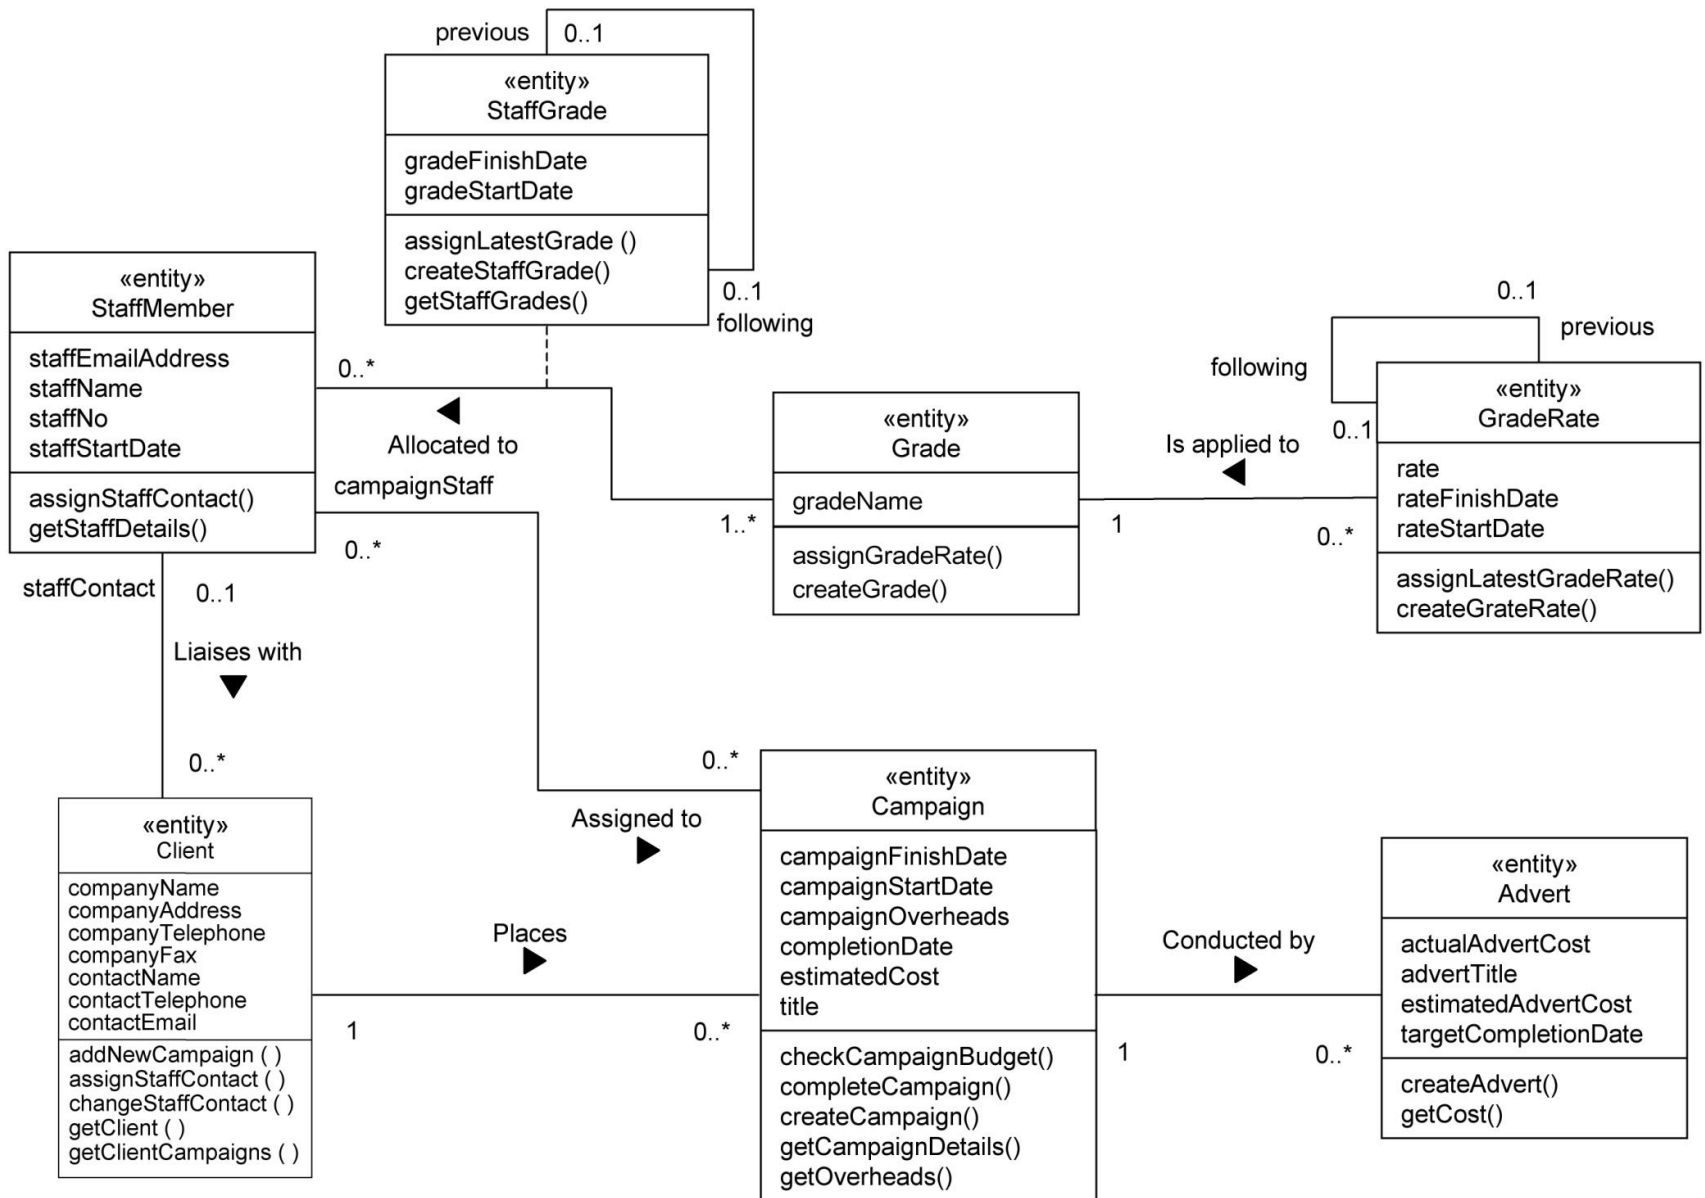 previous
0..1
«entity»
StaffGrade
gradeFinishDate
gradeStartDate
assignLatestGrade ()
createStaffGrade()
getStaffGrades()
0..1
following
«entity»
StaffMember
staffEmailAddress
staffName
staffNo
staffStartDate
assignStaffContact()
getStaffDetails()
0..*
Allocated to
campaignStaff
0..*
1..*
«entity»
Grade
gradeName
assignGradeRate()
createGrade()
Is applied to
1
0..*
0..1
previous
following
0..1
«entity»
GradeRate
rate
rateFinishDate
rateStartDate
assignLatestGradeRate()
createGrateRate()
staffContact
0..1
Liaises with
0..*
«entity»
Client
companyName
companyAddress
companyTelephone
companyFax
contactName
contactTelephone
contactEmail
addNewCampaign ( )
assignStaffContact ( )
changeStaffContact ( )
getClient ( )
getClientCampaigns ( )
0..*
Assigned to
Places
1
0..*
«entity»
Campaign
campaignFinishDate
campaignStartDate
campaignOverheads
completionDate
estimatedCost
title
checkCampaignBudget()
completeCampaign()
createCampaign()
getCampaignDetails()
getOverheads()
Conducted by
1
0..*
«entity»
Advert
actualAdvertCost
advertTitle
estimatedAdvertCost
targetCompletionDate
createAdvert()
getCost()